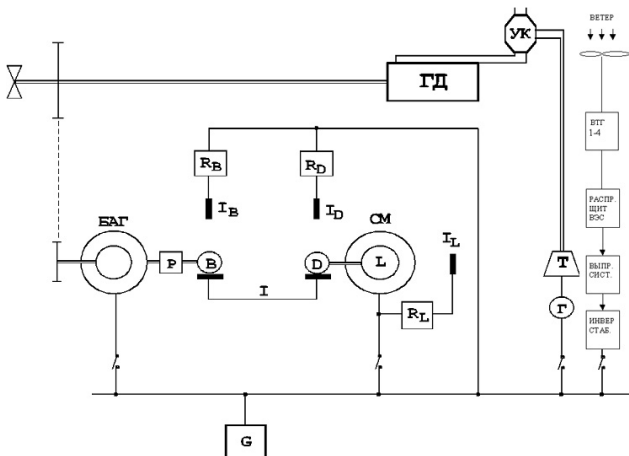 УК
ВЕТЕР
ГД
R_B
R_D
ВТГ
1-4
I_B
I_D
БАГ
СМ
I_L
РАСПР.
ЩИТ
ВЭС
P
B
D
L
T
ВЫПР.
СИСТ.
I
R_L
Г
ИНВЕР
СТАБ.
G